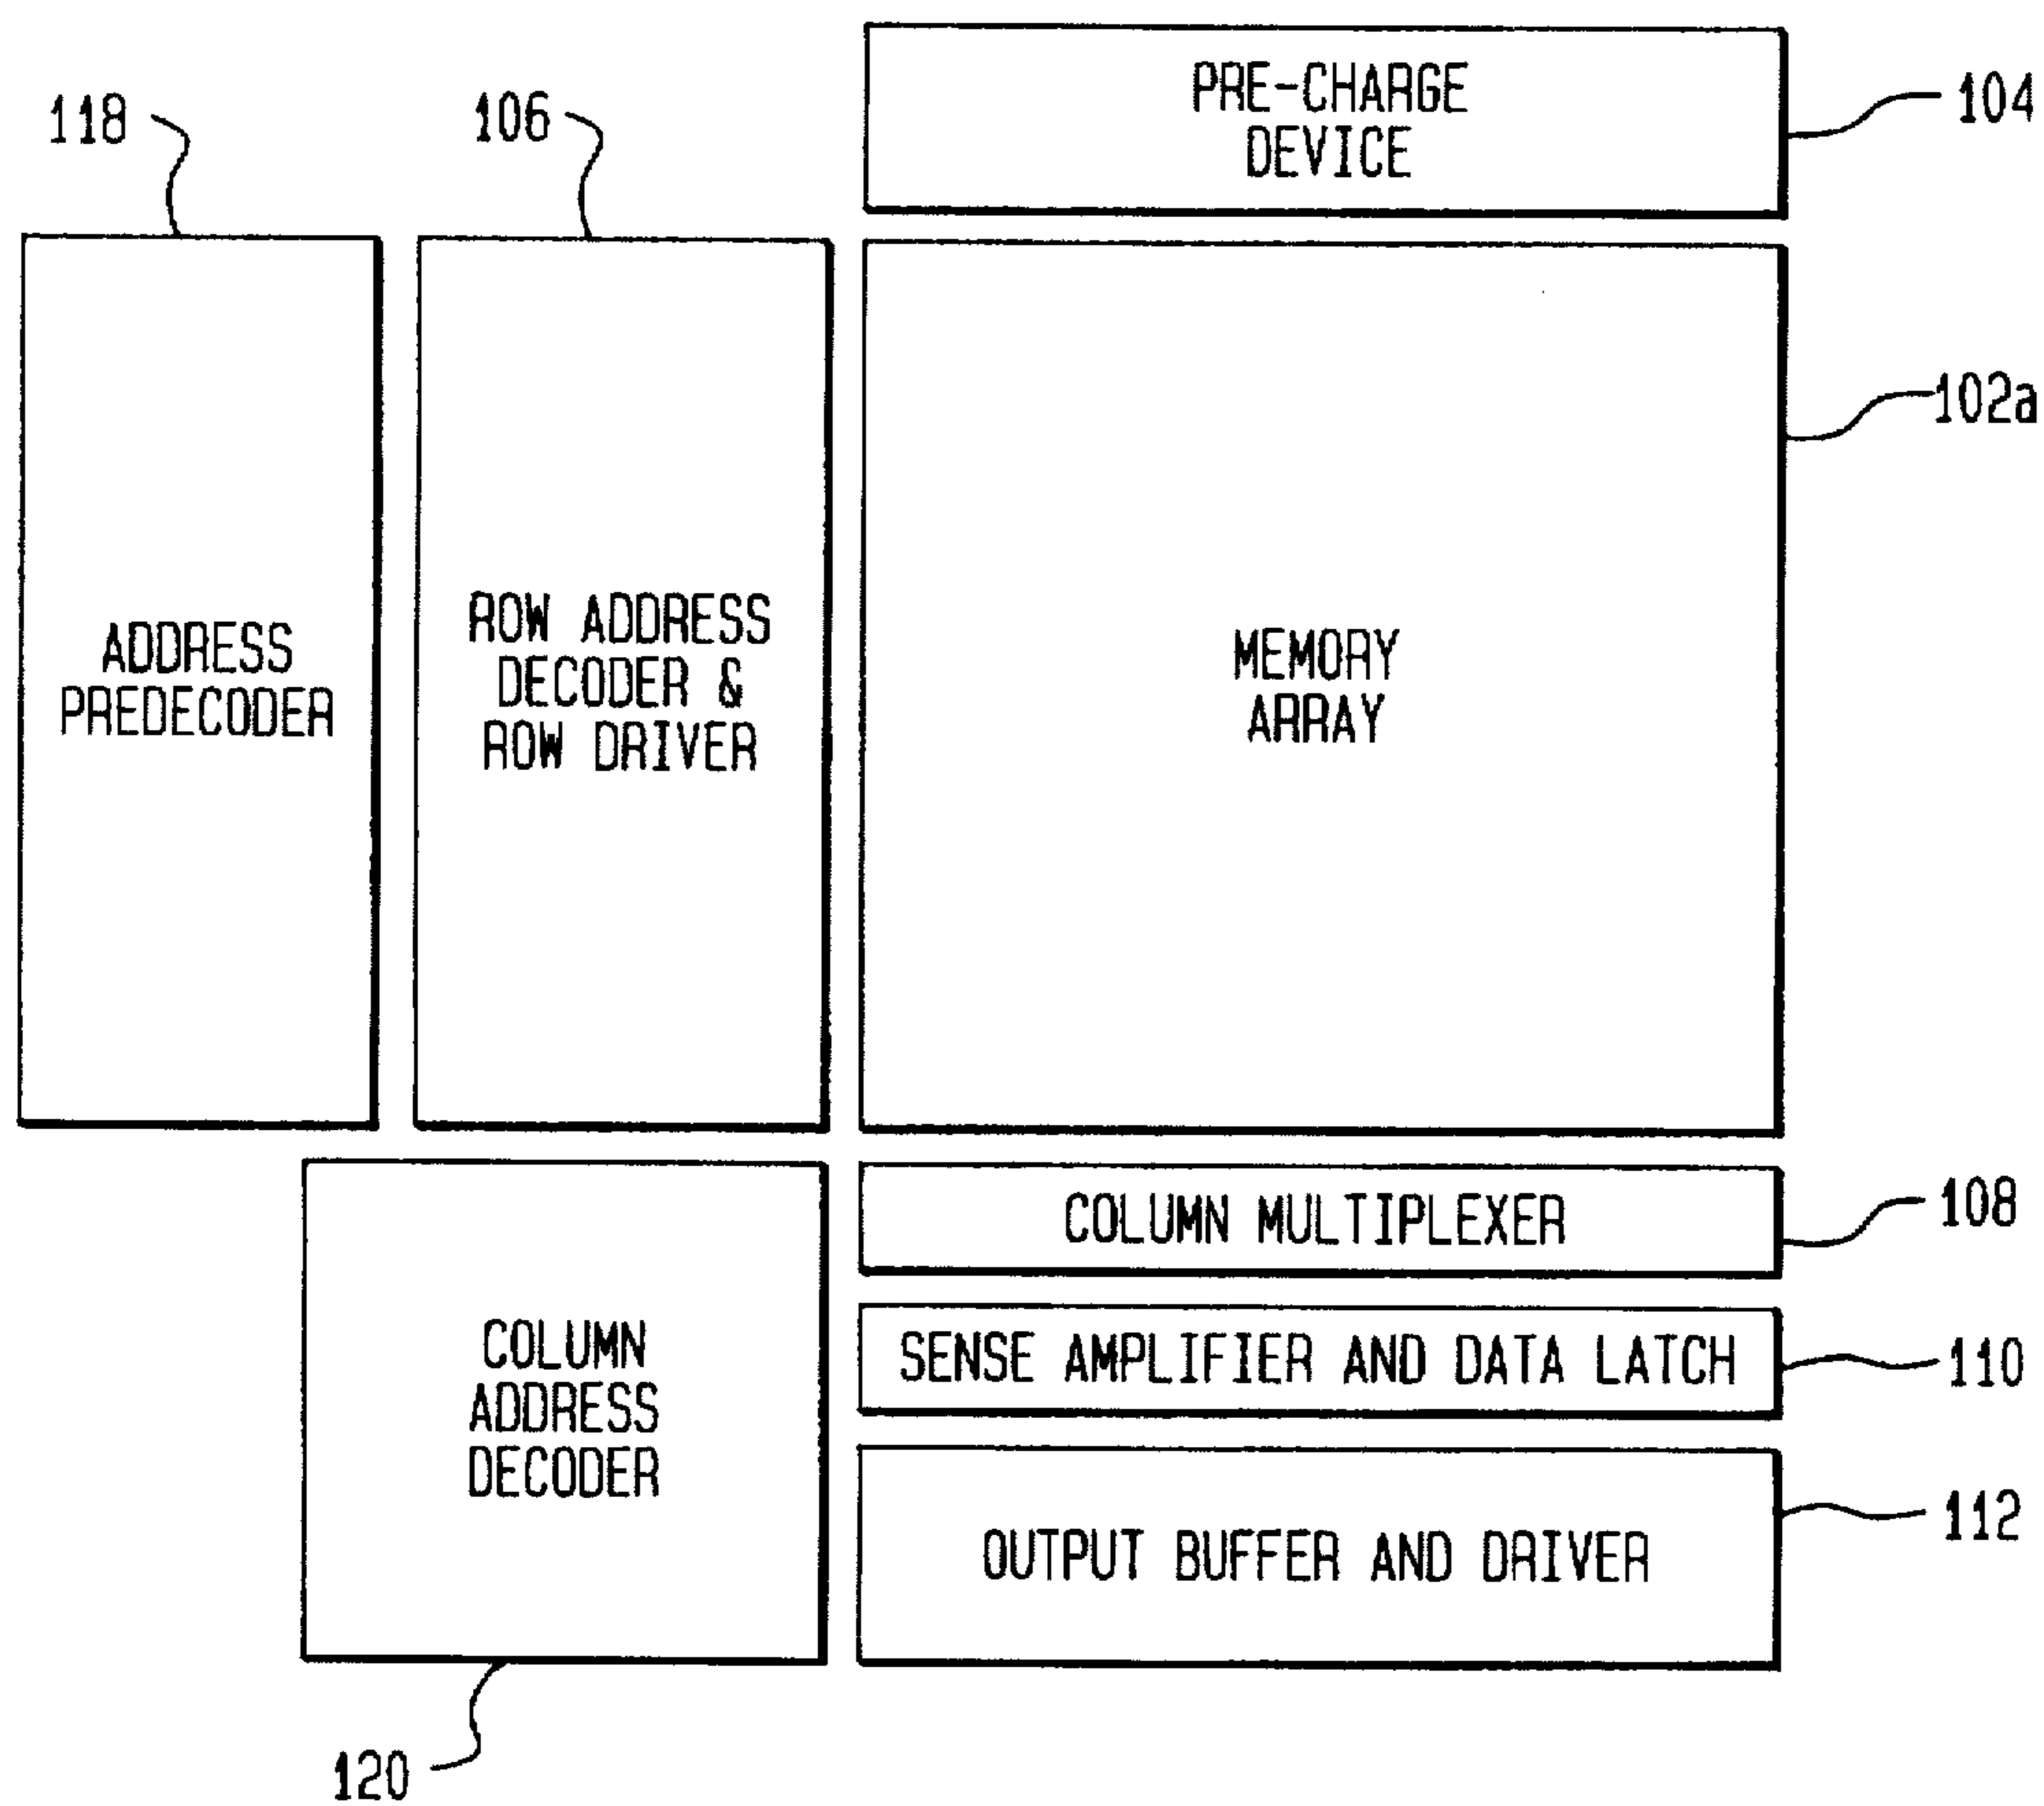 PRE-CHARGE
DEVICE
104
118
106
102a
ADDRESS
PREDECODER
ROW ADDRESS
DECODER &
ROW DRIVER
MEMORY
ARRAY
COLUMN MULTIPLEXER
108
SENSE AMPLIFIER AND DATA LATCH
110
COLUMN
ADDRESS
DECODER
OUTPUT BUFFER AND DRIVER
112
120